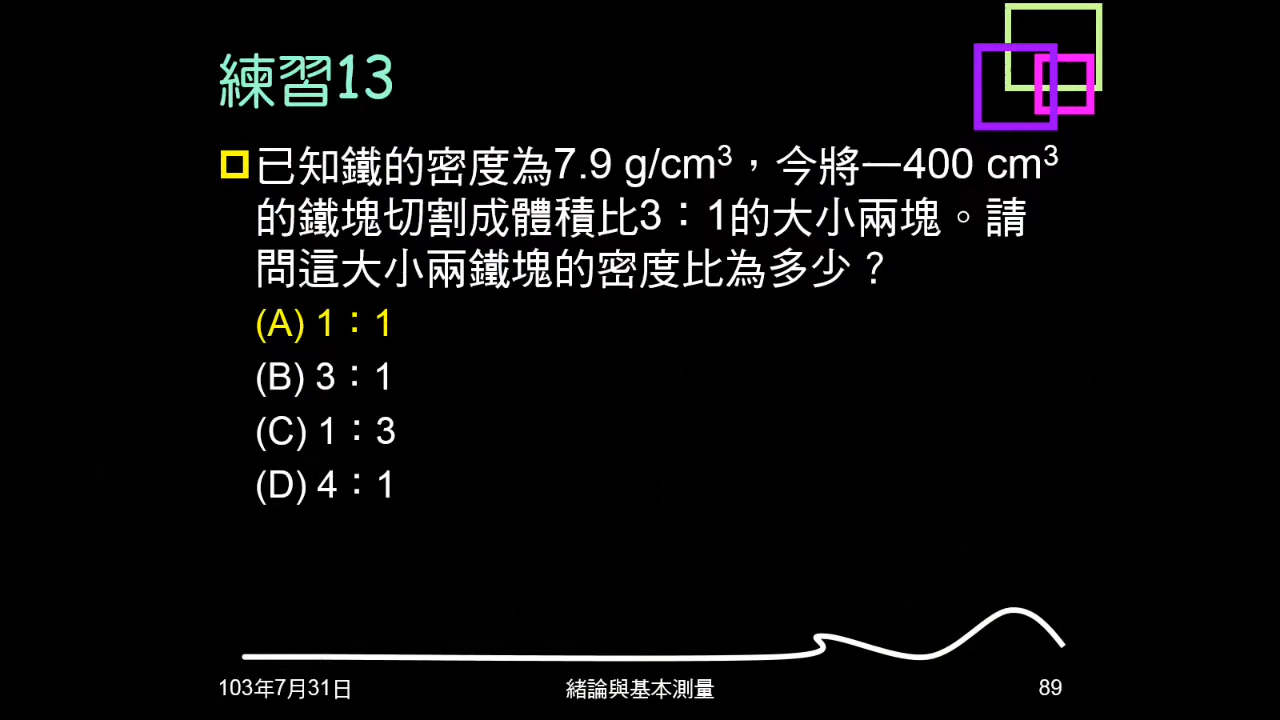 練習13
已知鐵的密度為7.9 g/cm³，今將一400 cm³
的鐵塊切割成體積比3：1的大小兩塊。請
問這大小兩鐵塊的密度比為多少？
(A) 1：1
(B) 3：1
(C) 1：3
(D) 4：1
103年7月31日
緒論與基本測量
89